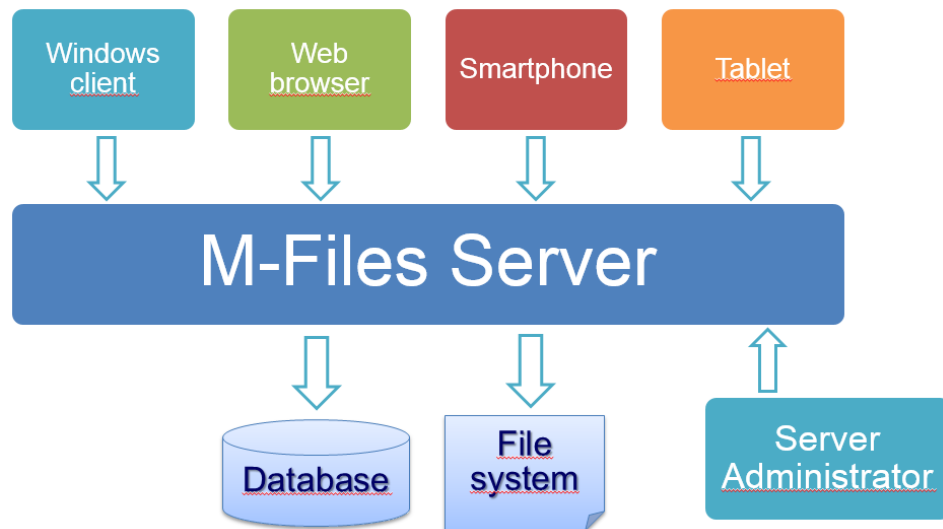 Windows
client
Web
browser
Smartphone
Tablet
M-Files Server
Database
File
system
Server
Administrator